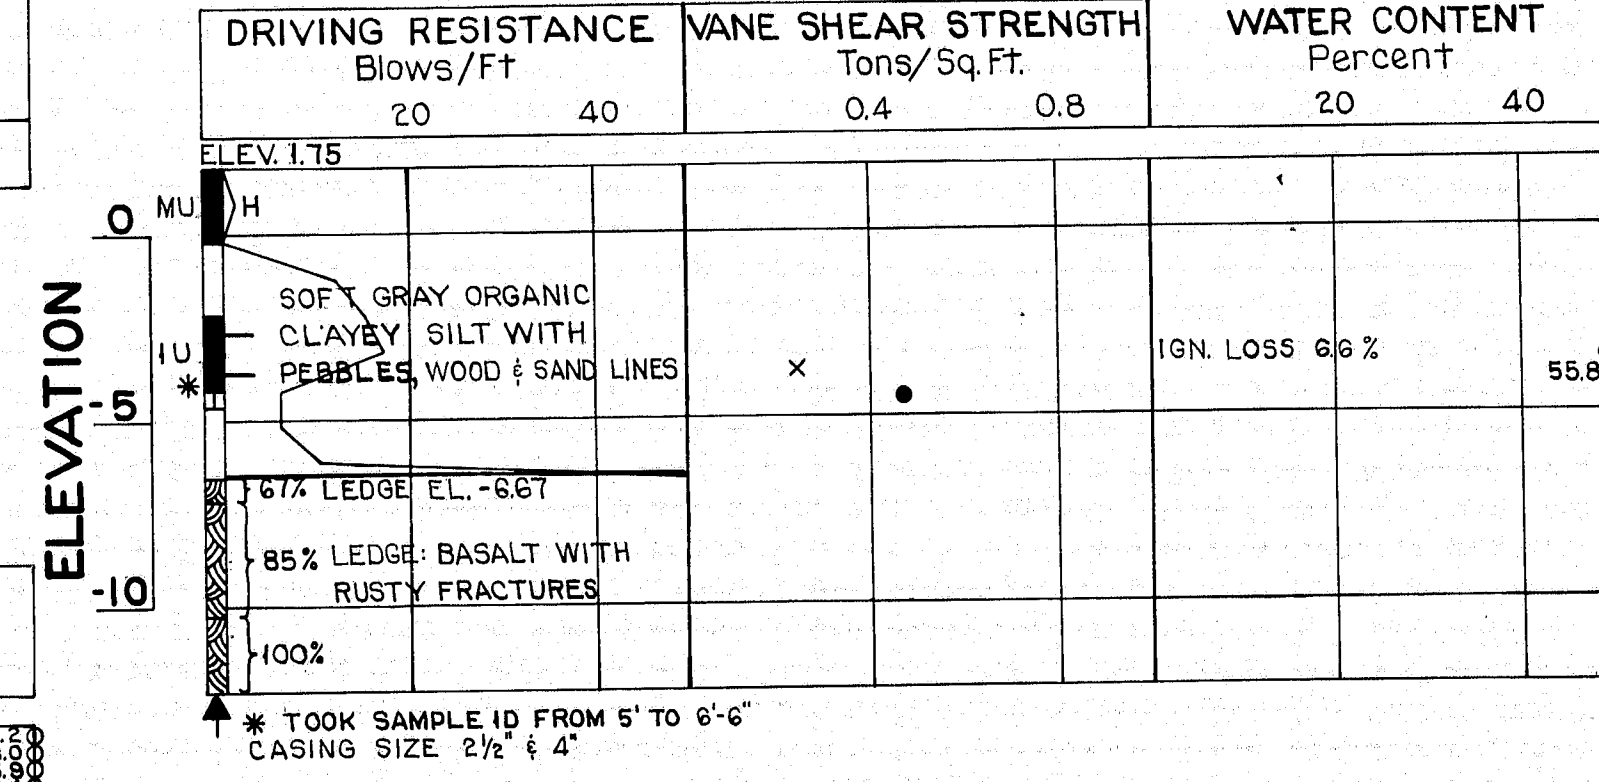 DRIVING RESISTANCE
Blows/Ft
20 40
VANE SHEAR STRENGTH
Tons/Sq. Ft.
0.4 0.8
WATER CONTENT
Percent
20 40
ELEV. 1.75
MU H
0
SOFT GRAY ORGANIC
CLAYEY SILT WITH
PEBBLES, WOOD & SAND LINES
1U
*
IGN. LOSS 6.6 %
55.8
-5
ELEVATION
67% LEDGE EL. -6.67
85% LEDGE: BASALT WITH
RUSTY FRACTURES
-10
100%
* TOOK SAMPLE 1D FROM 5' TO 6'-6"
CASING SIZE 2½" & 4"